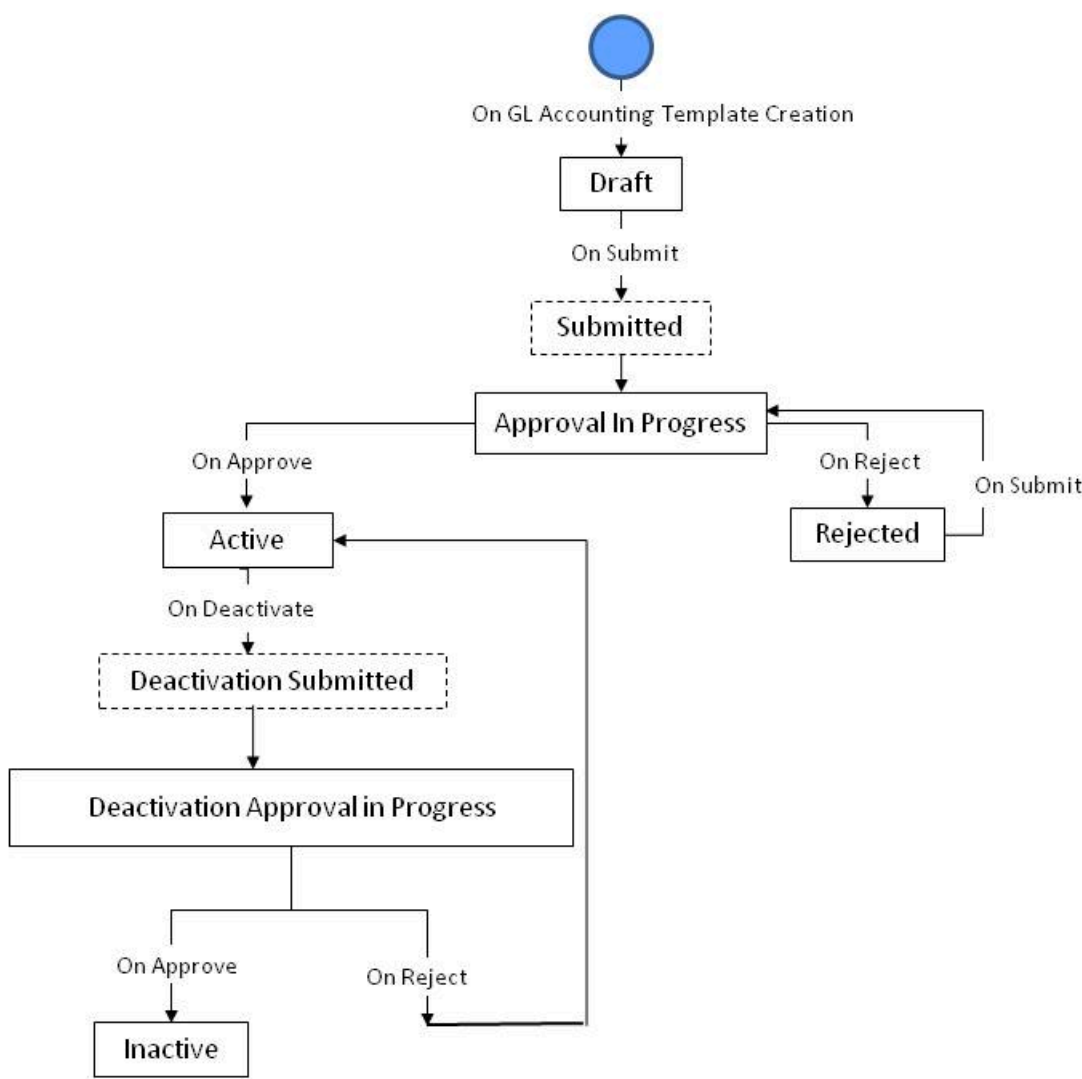 On GL Accounting Template Creation
Draft
On Submit
Submitted
Approval In Progress
On Approve
On Reject
On Submit
Active
Rejected
On Deactivate
Deactivation Submitted
Deactivation Approval in Progress
On Approve
On Reject
Inactive